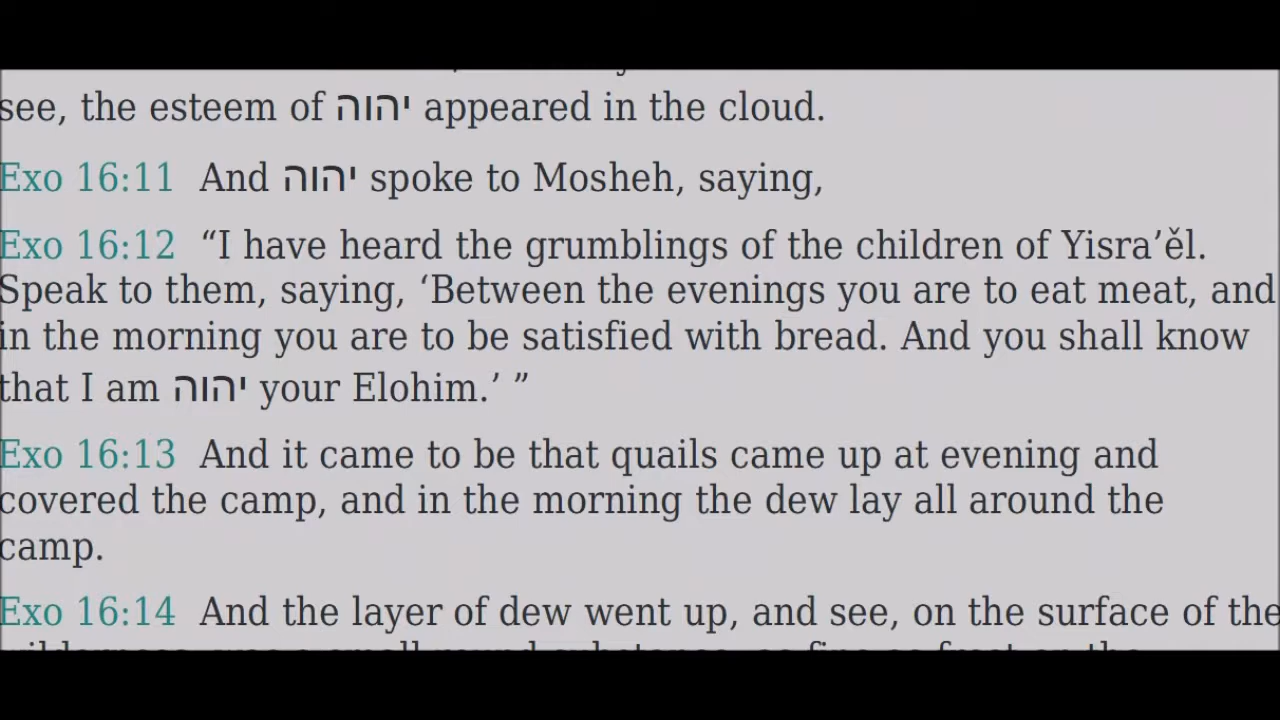 see, the esteem of יהוה appeared in the cloud.
Exo 16:11 And יהוה spoke to Mosheh, saying,
Exo 16:12 “I have heard the grumblings of the children of Yisra’ěl.
Speak to them, saying, ‘Between the evenings you are to eat meat, and
in the morning you are to be satisfied with bread. And you shall know
that I am יהוה your Elohim.’ ”
Exo 16:13 And it came to be that quails came up at evening and
covered the camp, and in the morning the dew lay all around the
camp.
Exo 16:14 And the layer of dew went up, and see, on the surface of the